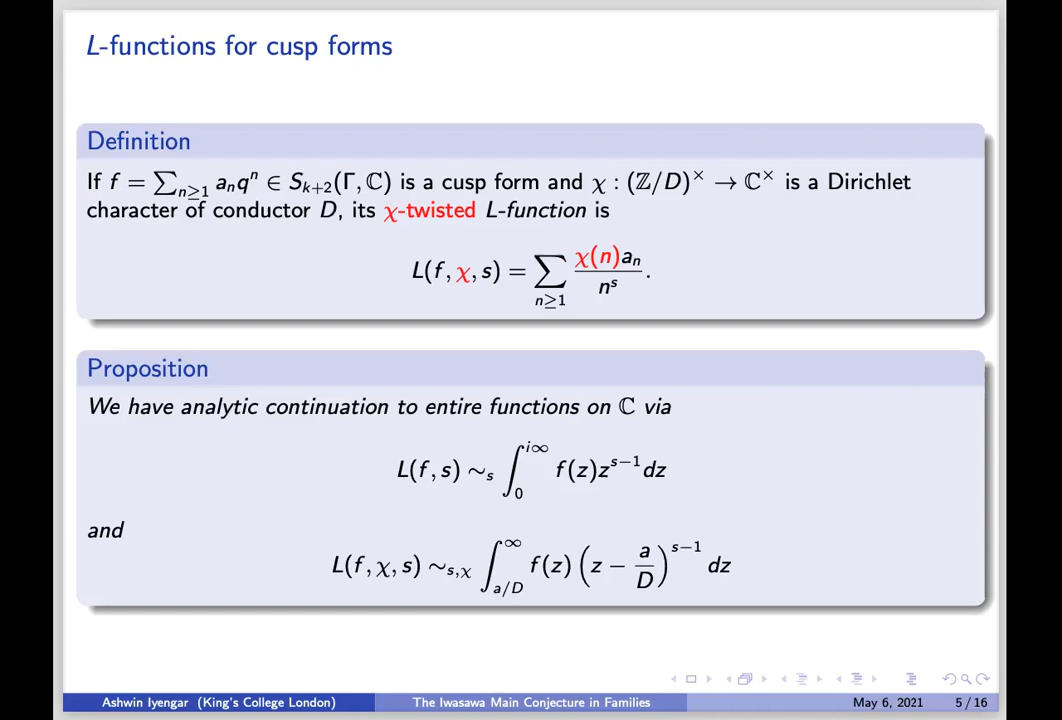 L-functions for cusp forms
Definition
If f = ∑_{n≥1} a_n q^n ∈ S_{k+2}(Γ, ℂ) is a cusp form and χ : (ℤ/D)^× → ℂ^× is a Dirichlet
character of conductor D, its χ-twisted L-function is
L(f, χ, s) = ∑_{n≥1} χ(n)a_n / n^s .
Proposition
We have analytic continuation to entire functions on ℂ via
L(f, s) ∼_s ∫_0^{i∞} f(z)z^{s−1}dz
and
L(f, χ, s) ∼_{s,χ} ∫_{a/D}^{∞} f(z) (z − a/D)^{s−1} dz
Ashwin Iyengar (King's College London) The Iwasawa Main Conjecture in Families May 6, 2021 5 / 16